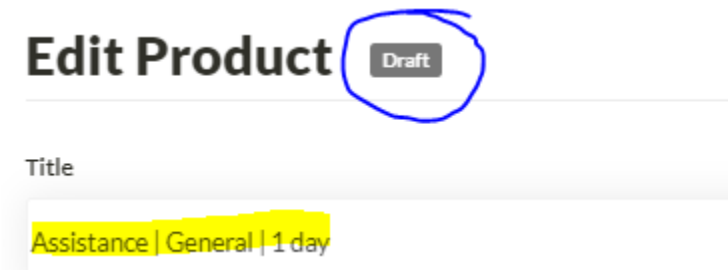 Edit Product Draft
Title
Assistance | General | 1 day